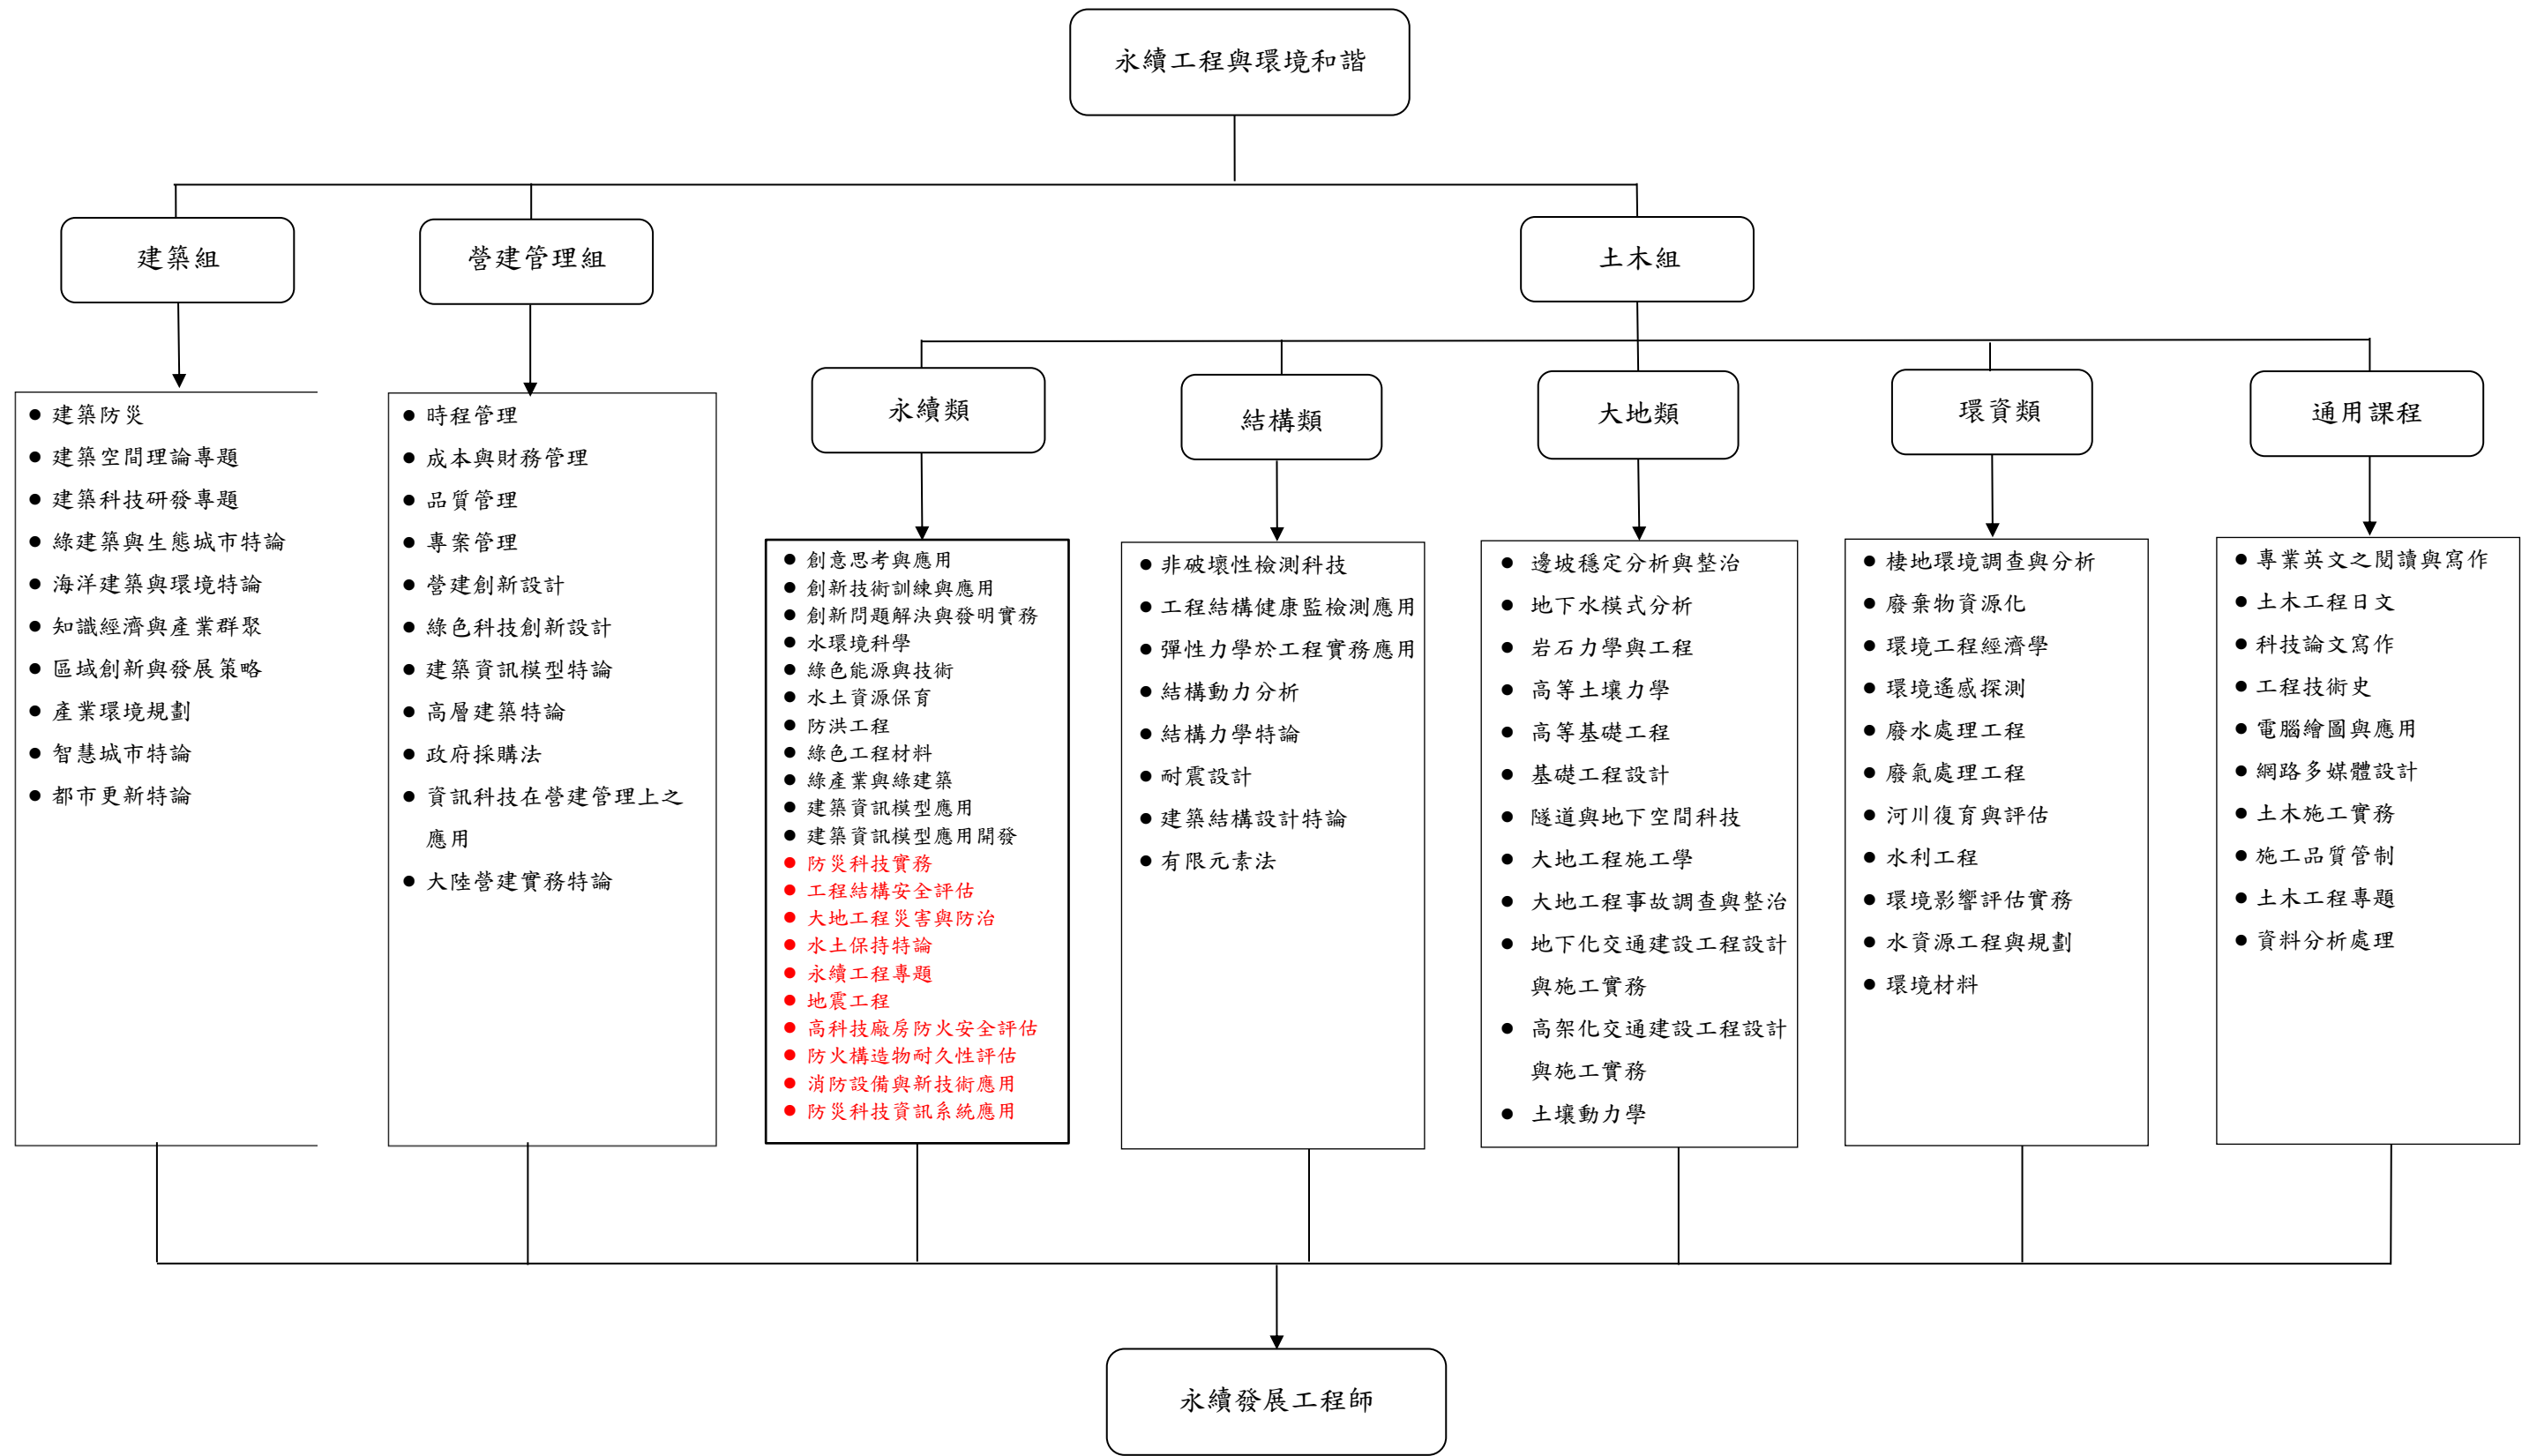 永續工程與環境和諧
建築組
營建管理組
土木組
永續類
結構類
大地類
環資類
通用課程
● 建築防災
● 建築空間理論專題
● 建築科技研發專題
● 綠建築與生態城市特論
● 海洋建築與環境特論
● 知識經濟與產業群聚
● 區域創新與發展策略
● 產業環境規劃
● 智慧城市特論
● 都市更新特論
● 時程管理
● 成本與財務管理
● 品質管理
● 專案管理
● 營建創新設計
● 綠色科技創新設計
● 建築資訊模型特論
● 高層建築特論
● 政府採購法
● 資訊科技在營建管理上之
應用
● 大陸營建實務特論
● 創意思考與應用
● 創新技術訓練與應用
● 創新問題解決與發明實務
● 水環境科學
● 綠色能源與技術
● 水土資源保育
● 防洪工程
● 綠色工程材料
● 綠產業與綠建築
● 建築資訊模型應用
● 建築資訊模型應用開發
● 防災科技實務
● 工程結構安全評估
● 大地工程災害與防治
● 水土保持特論
● 永續工程專題
● 地震工程
● 高科技廠房防火安全評估
● 防火構造物耐久性評估
● 消防設備與新技術應用
● 防災科技資訊系統應用
● 非破壞性檢測科技
● 工程結構健康監檢測應用
● 彈性力學於工程實務應用
● 結構動力分析
● 結構力學特論
● 耐震設計
● 建築結構設計特論
● 有限元素法
● 邊坡穩定分析與整治
● 地下水模式分析
● 岩石力學與工程
● 高等土壤力學
● 高等基礎工程
● 基礎工程設計
● 隧道與地下空間科技
● 大地工程施工學
● 大地工程事故調查與整治
● 地下化交通建設工程設計
與施工實務
● 高架化交通建設工程設計
與施工實務
● 土壤動力學
● 棲地環境調查與分析
● 廢棄物資源化
● 環境工程經濟學
● 環境遙感探測
● 廢水處理工程
● 廢氣處理工程
● 河川復育與評估
● 水利工程
● 環境影響評估實務
● 水資源工程與規劃
● 環境材料
● 專業英文之閱讀與寫作
● 土木工程日文
● 科技論文寫作
● 工程技術史
● 電腦繪圖與應用
● 網路多媒體設計
● 土木施工實務
● 施工品質管制
● 土木工程專題
● 資料分析處理
永續發展工程師